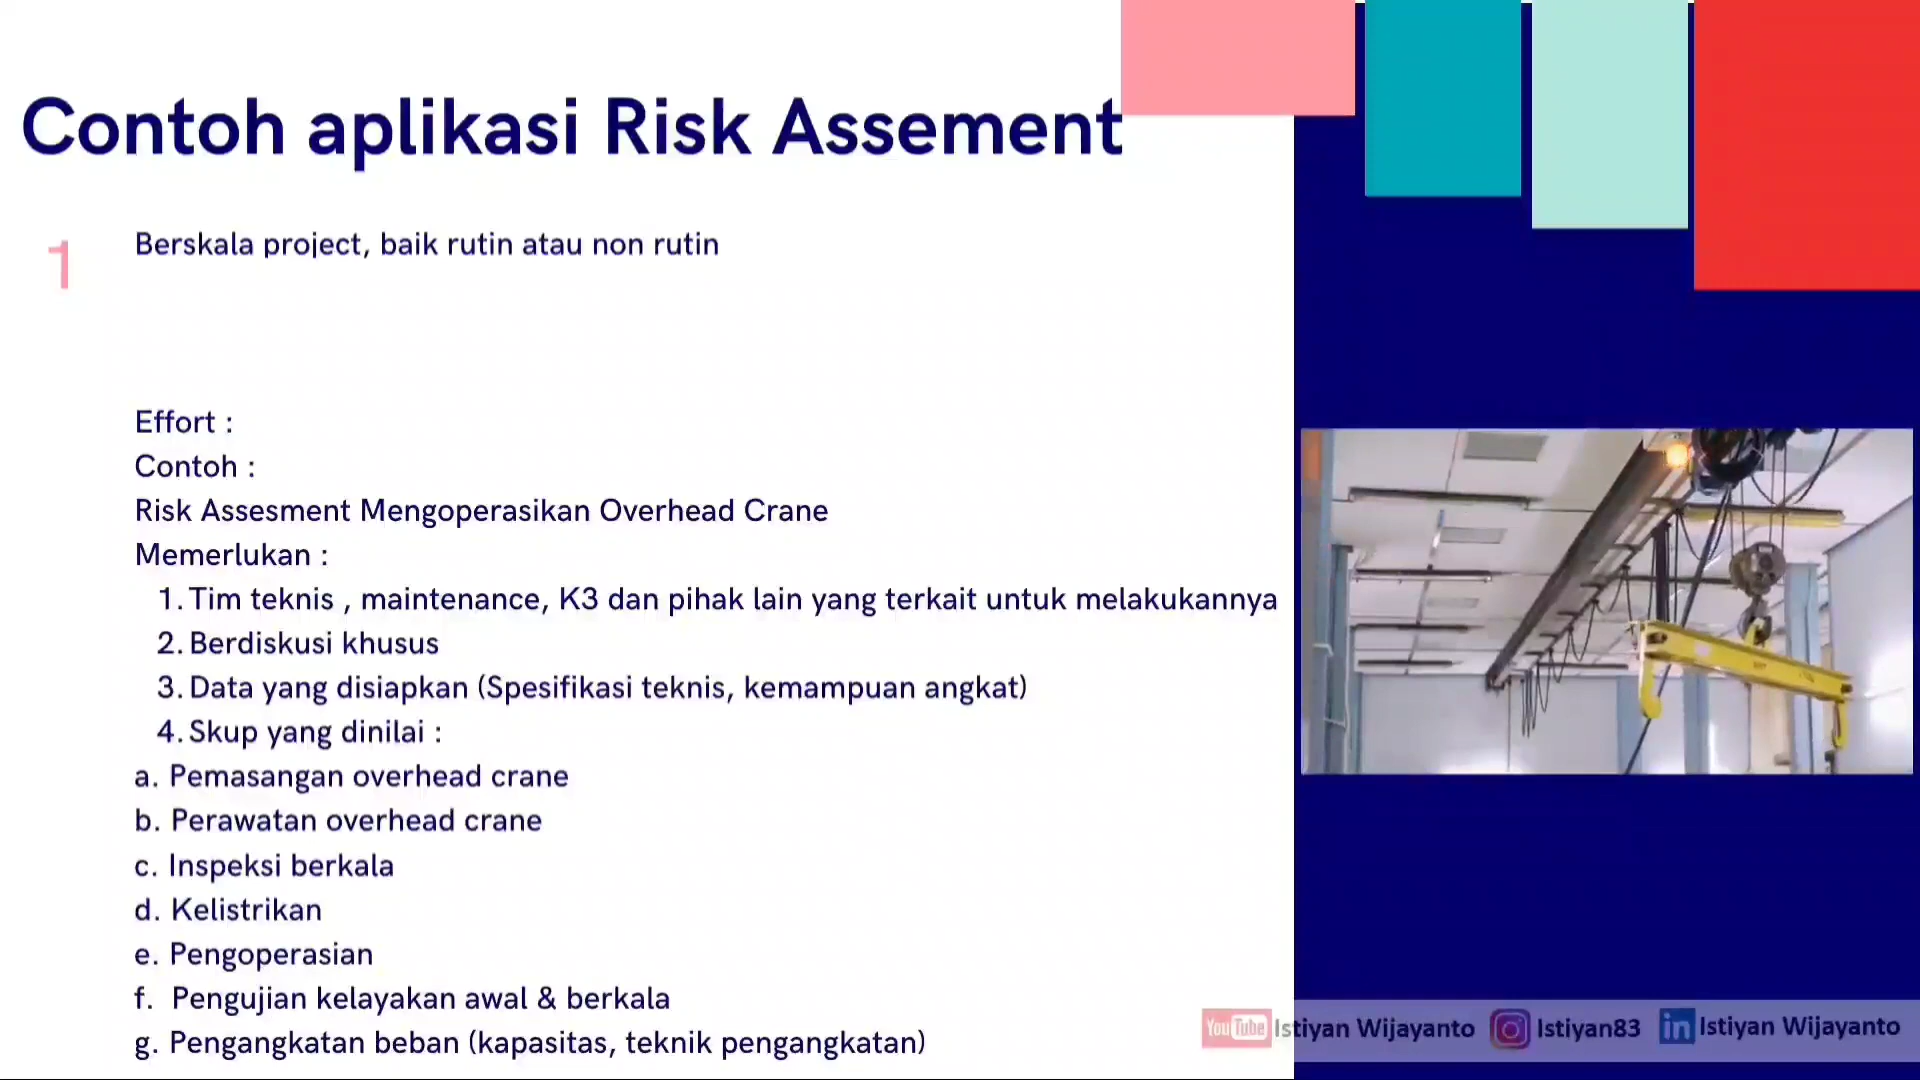 Contoh aplikasi Risk Assement
1
Berskala project, baik rutin atau non rutin
Effort :
Contoh :
Risk Assesment Mengoperasikan Overhead Crane
Memerlukan :
1. Tim teknis , maintenance, K3 dan pihak lain yang terkait untuk melakukannya
2. Berdiskusi khusus
3. Data yang disiapkan (Spesifikasi teknis, kemampuan angkat)
4. Skup yang dinilai :
a. Pemasangan overhead crane
b. Perawatan overhead crane
c. Inspeksi berkala
d. Kelistrikan
e. Pengoperasian
f. Pengujian kelayakan awal & berkala
g. Pengangkatan beban (kapasitas, teknik pengangkatan)
YouTube Istiyan Wijayanto Istiyan83 in Istiyan Wijayanto